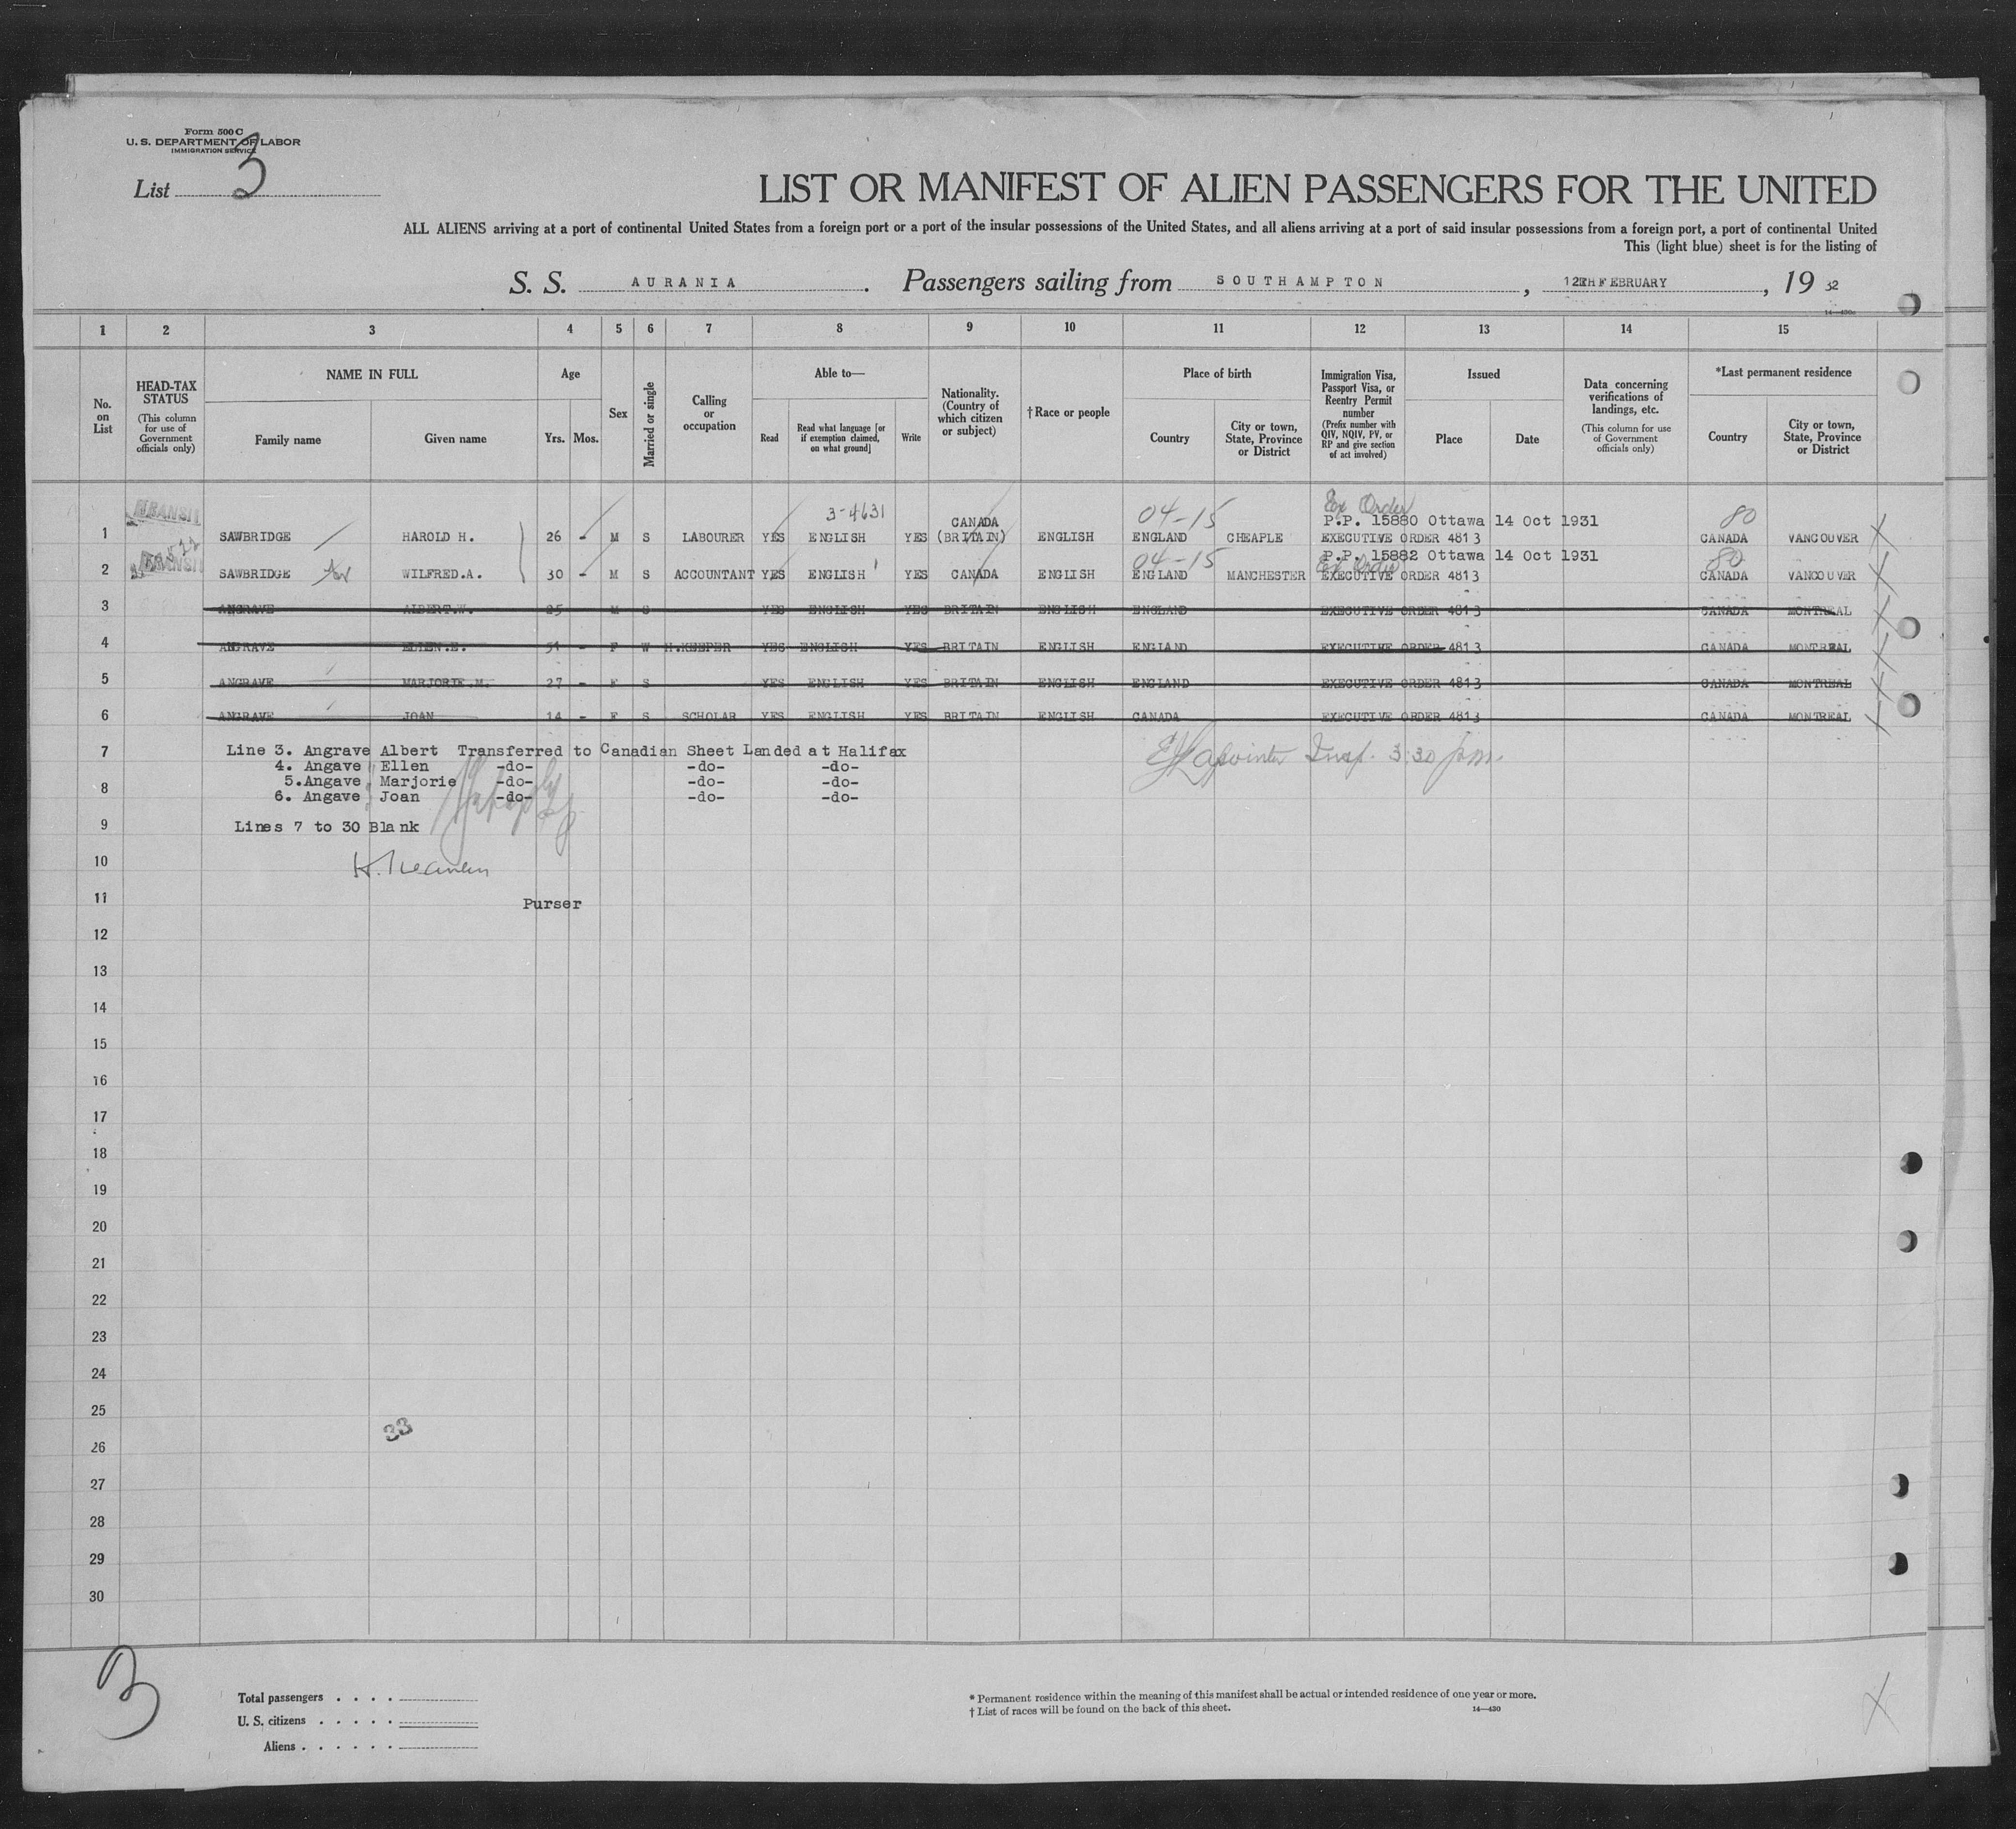 Form 500 C
U. S. DEPARTMENT OF LABOR
IMMIGRATION SERVICE
List 3
LIST OR MANIFEST OF ALIEN PASSENGERS FOR THE UNITED
ALL ALIENS arriving at a port of continental United States from a foreign port or a port of the insular possessions of the United States, and all aliens arriving at a port of said insular possessions from a foreign port, a port of continental United
This (light blue) sheet is for the listing of
S. S. AURANIA. Passengers sailing from SOUTHAMPTON, 12TH FEBRUARY, 19 32
14—430c
1 2 3 4 5 6 7 8 9 10 11 12 13 14 15
No. on List
HEAD-TAX STATUS (This column for use of Government officials only)
NAME IN FULL
Family name Given name
Age
Yrs. Mos.
Sex
Married or single
Calling or occupation
Able to—
Read Read what language [or if exemption claimed, on what ground] Write
Nationality. (Country of which citizen or subject)
†Race or people
Place of birth
Country City or town, State, Province or District
Immigration Visa, Passport Visa, or Reentry Permit number (Prefix number with QIV, NQIV, PV, or RP and give section of act involved)
Issued
Place Date
Data concerning verifications of landings, etc. (This column for use of Government officials only)
*Last permanent residence
Country City or town, State, Province or District
TRANSIT 3-4631 04-15 Ex Order 80
CANADA P.P. 15880 Ottawa 14 Oct 1931
1 SAWBRIDGE HAROLD H. 26 - M S LABOURER YES ENGLISH YES (BRITAIN) ENGLISH ENGLAND CHEAPLE EXECUTIVE ORDER 4813 CANADA VANCOUVER
TRANSIT 04-15 P.P. 15882 Ottawa 14 Oct 1931 80
Ex Order
2 SAWBRIDGE WILFRED.A. 30 - M S ACCOUNTANT YES ENGLISH YES CANADA ENGLISH ENGLAND MANCHESTER EXECUTIVE ORDER 4813 CANADA VANCOUVER
3 ANGRAVE ALBERT.W. 25 M S YES ENGLISH YES BRITAIN ENGLISH ENGLAND EXECUTIVE ORDER 4813 CANADA MONTREAL
4 ANGRAVE ELLEN.E. 51 - F W H.KEEPER YES ENGLISH YES BRITAIN ENGLISH ENGLAND EXECUTIVE ORDER 4813 CANADA MONTREAL
5 ANGRAVE MARJORIE.M. 27 - F S YES ENGLISH YES BRITAIN ENGLISH ENGLAND EXECUTIVE ORDER 4813 CANADA MONTREAL
6 ANGRAVE JOAN 14 - F S SCHOLAR YES ENGLISH YES BRITAIN ENGLISH CANADA EXECUTIVE ORDER 4813 CANADA MONTREAL
7 Line 3. Angrave Albert Transferred to Canadian Sheet Landed at Halifax
4. Angave Ellen -do- -do- -do-
Lapointe Insp. 3:30 p.m.
5.Angave Marjorie -do- -do- -do-
8
6. Angave Joan -do- -do- -do-
9 Lines 7 to 30 Blank
10
11 Purser
12
13
14
15
16
17
18
19
20
21
22
23
24
25
33
26
27
28
29
30
3
Total passengers . . . .
U. S. citizens . . . . .
Aliens . . . . . .
* Permanent residence within the meaning of this manifest shall be actual or intended residence of one year or more.
† List of races will be found on the back of this sheet. 14—430